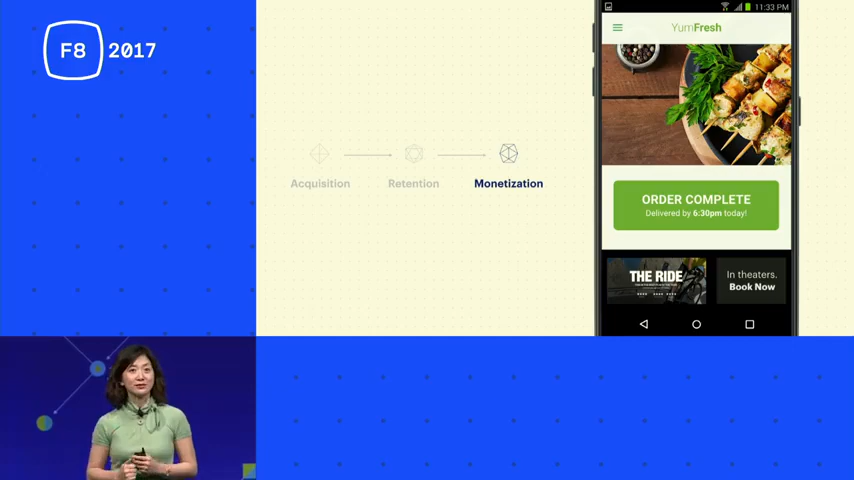 F8 2017
Acquisition
Retention
Monetization
11:33 PM
YumFresh
ORDER COMPLETE
Delivered by 6:30pm today!
THE RIDE
In theaters.
Book Now